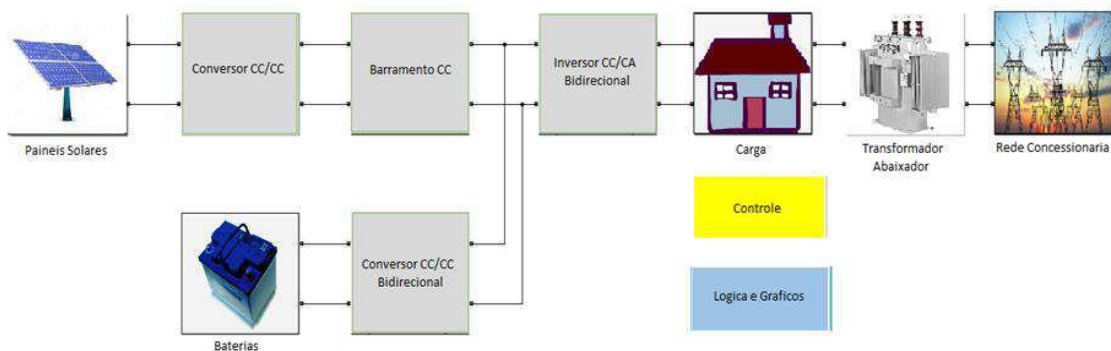 Paineis Solares
Conversor CC/CC
Barramento CC
Inversor CC/CA
Bidirecional
Carga
Transformador
Abaixador
Rede Concessionaria
Baterias
Conversor CC/CC
Bidirecional
Controle
Logica e Graficos